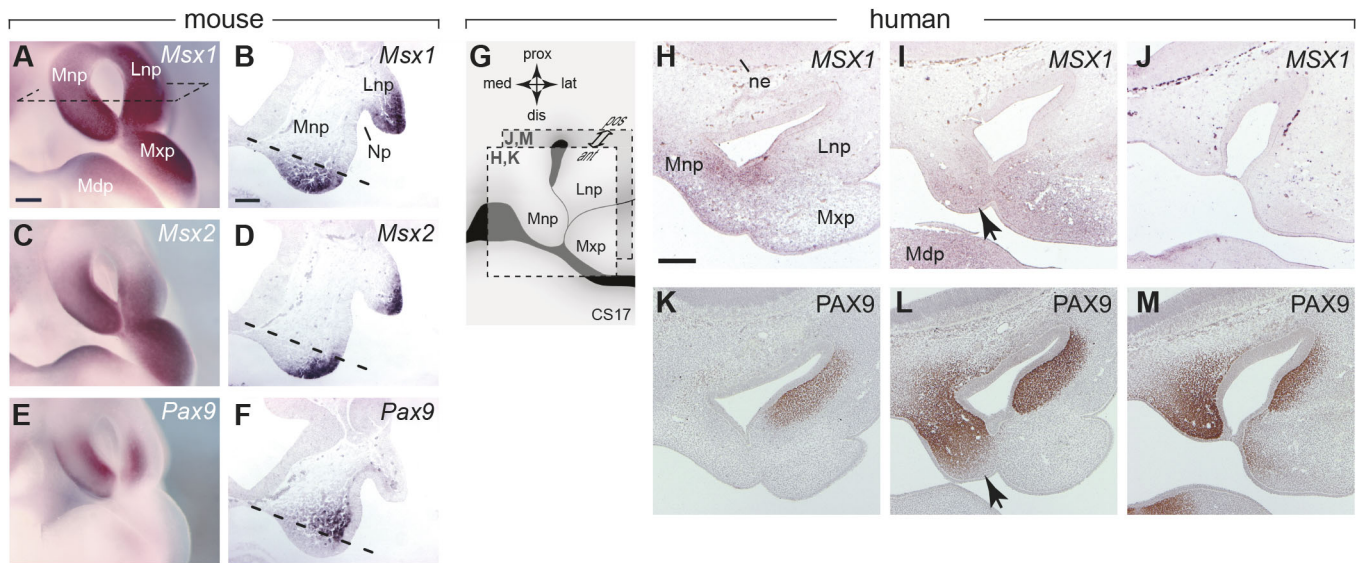 mouse
human
A
Msx1
Mnp
Lnp
Mxp
Mdp
B
Msx1
Lnp
Mnp
Np
C
Msx2
D
Msx2
E
Pax9
F
Pax9
G
prox
med
lat
dis
pos
ant
J,M
H,K
Lnp
Mnp
Mxp
CS17
H
MSX1
ne
Mnp
Lnp
Mxp
I
MSX1
Mdp
J
MSX1
K
PAX9
L
PAX9
M
PAX9